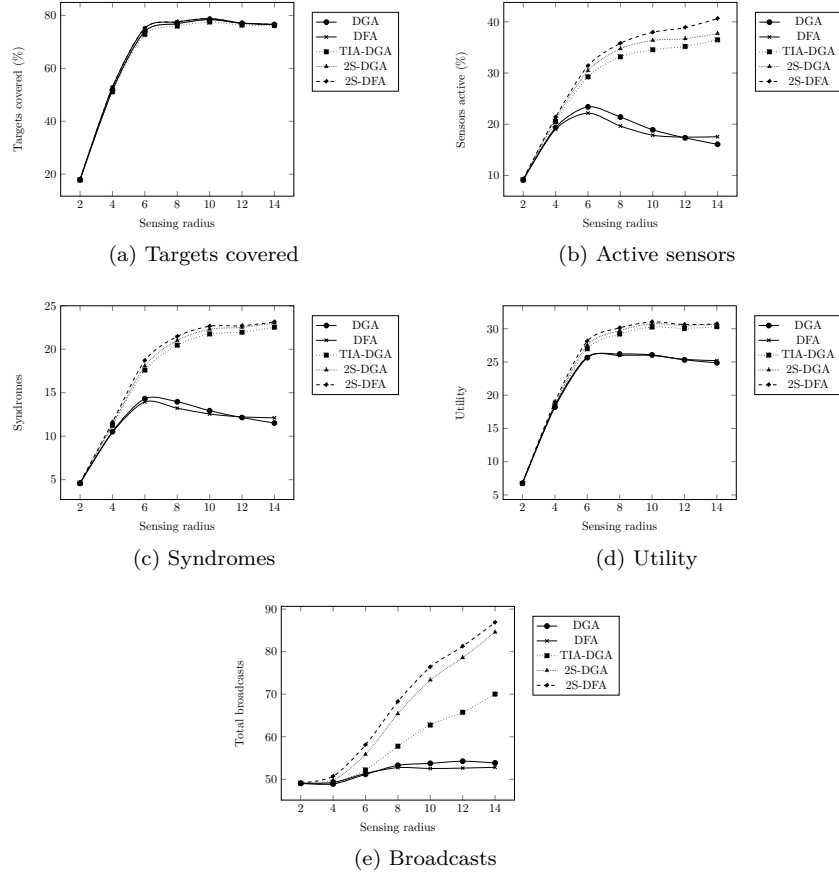 80
60
40
20
Targets covered (%)
2 4 6 8 10 12 14
Sensing radius
DGA
DFA
TIA-DGA
2S-DGA
2S-DFA
(a) Targets covered
40
30
20
10
Sensors active (%)
2 4 6 8 10 12 14
Sensing radius
DGA
DFA
TIA-DGA
2S-DGA
2S-DFA
(b) Active sensors
25
20
15
10
5
Syndromes
2 4 6 8 10 12 14
Sensing radius
DGA
DFA
TIA-DGA
2S-DGA
2S-DFA
(c) Syndromes
30
25
20
15
10
5
Utility
2 4 6 8 10 12 14
Sensing radius
DGA
DFA
TIA-DGA
2S-DGA
2S-DFA
(d) Utility
90
80
70
60
50
Total broadcasts
2 4 6 8 10 12 14
Sensing radius
DGA
DFA
TIA-DGA
2S-DGA
2S-DFA
(e) Broadcasts